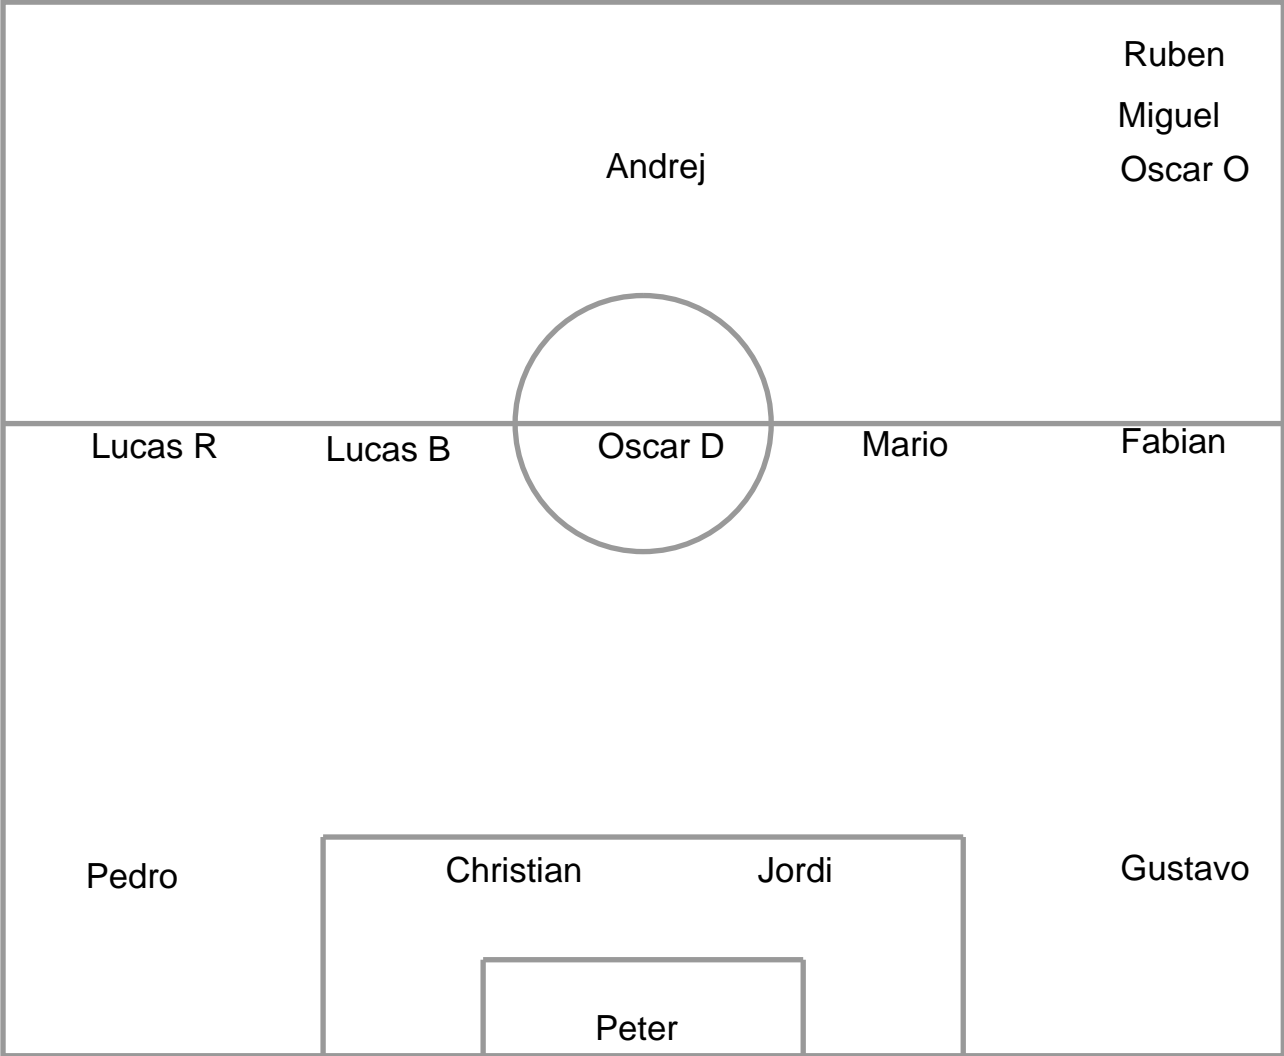 Ruben
Miguel
Andrej
Oscar O
Lucas R
Lucas B
Oscar D
Mario
Fabian
Pedro
Christian
Jordi
Gustavo
Peter